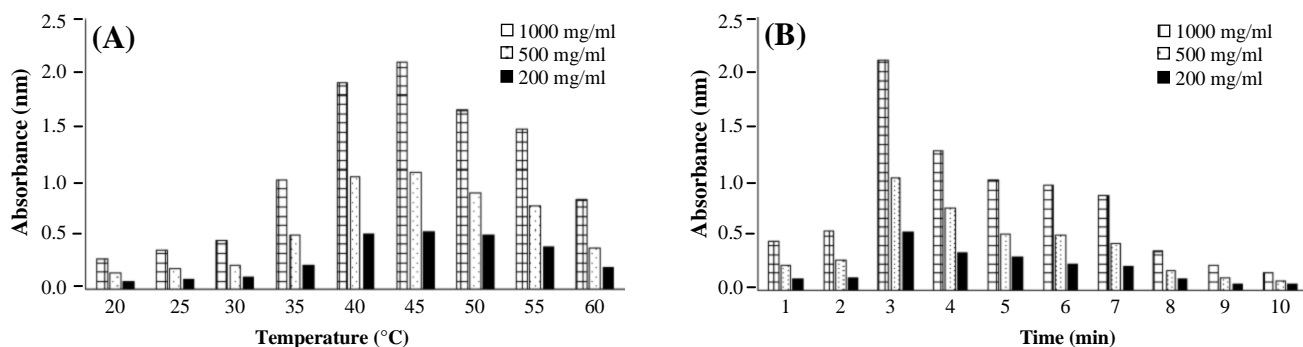 (A)
1000 mg/ml
500 mg/ml
200 mg/ml
Absorbance (nm)
2.5
2.0
1.5
1.0
0.5
0.0
20 25 30 35 40 45 50 55 60
Temperature (°C)
(B)
1000 mg/ml
500 mg/ml
200 mg/ml
Absorbance (nm)
2.5
2.0
1.5
1.0
0.5
0.0
1 2 3 4 5 6 7 8 9 10
Time (min)